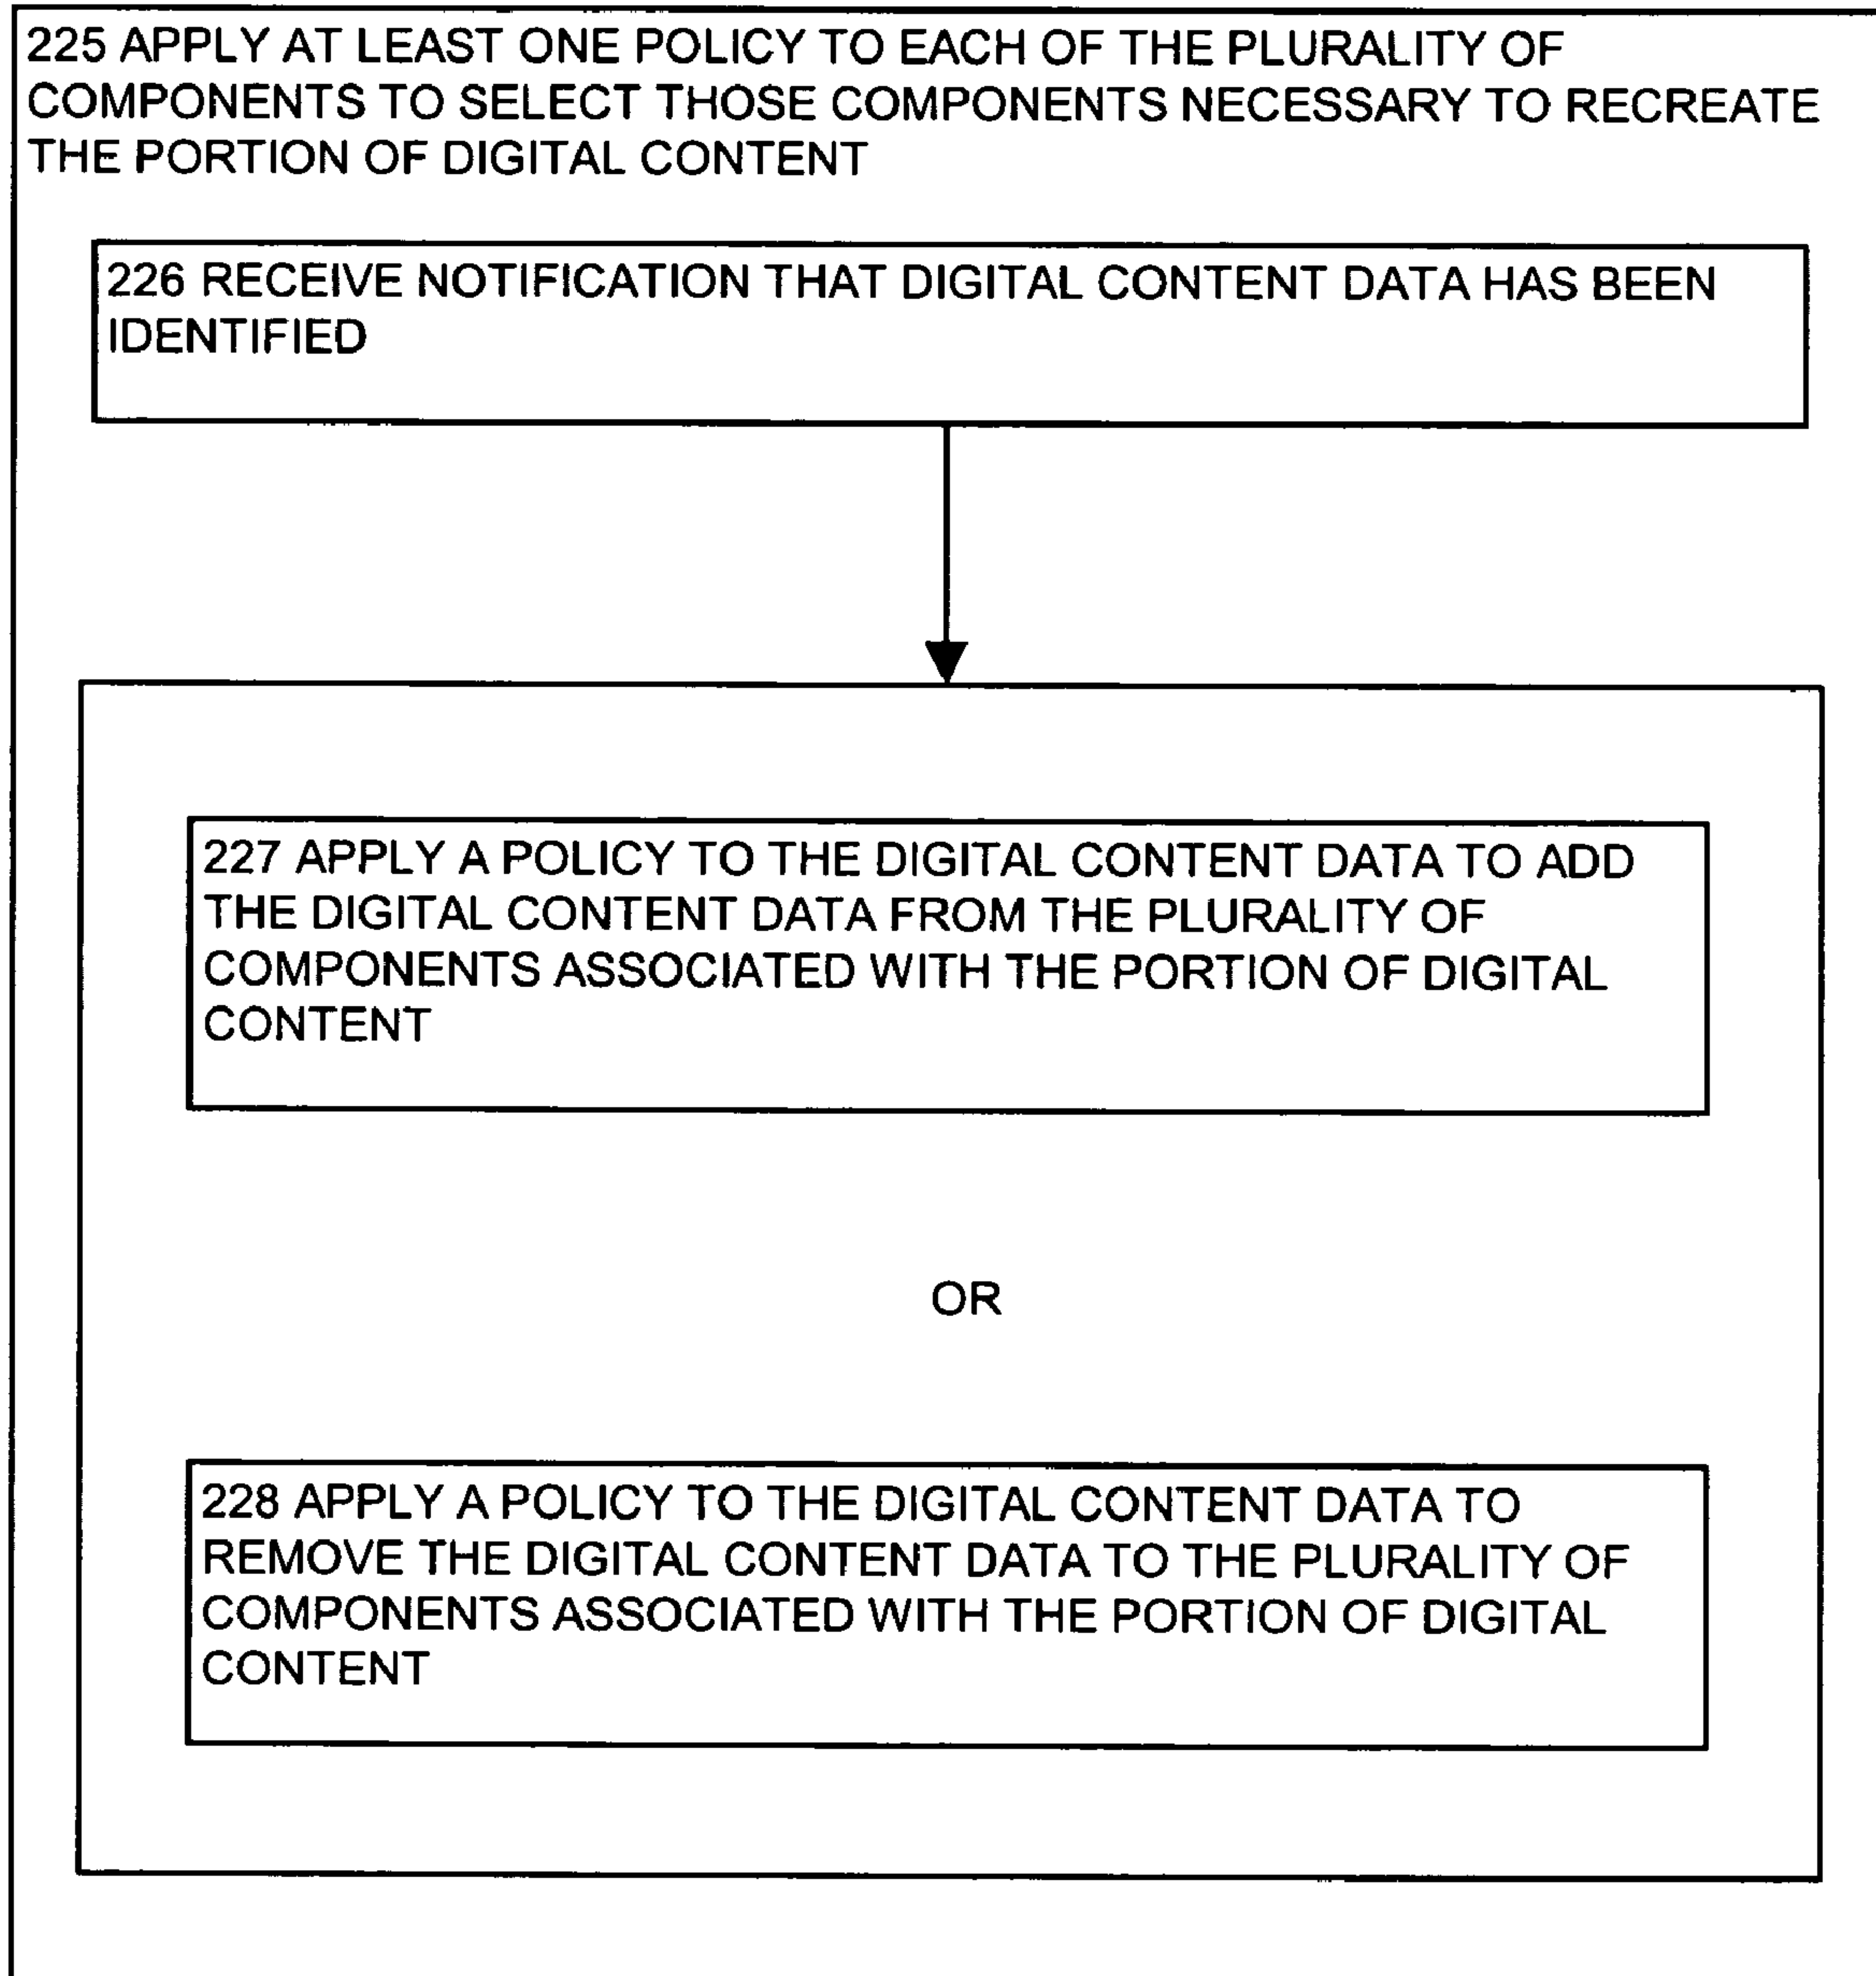 225 APPLY AT LEAST ONE POLICY TO EACH OF THE PLURALITY OF
COMPONENTS TO SELECT THOSE COMPONENTS NECESSARY TO RECREATE
THE PORTION OF DIGITAL CONTENT
226 RECEIVE NOTIFICATION THAT DIGITAL CONTENT DATA HAS BEEN
IDENTIFIED
227 APPLY A POLICY TO THE DIGITAL CONTENT DATA TO ADD
THE DIGITAL CONTENT DATA FROM THE PLURALITY OF
COMPONENTS ASSOCIATED WITH THE PORTION OF DIGITAL
CONTENT
OR
228 APPLY A POLICY TO THE DIGITAL CONTENT DATA TO
REMOVE THE DIGITAL CONTENT DATA TO THE PLURALITY OF
COMPONENTS ASSOCIATED WITH THE PORTION OF DIGITAL
CONTENT